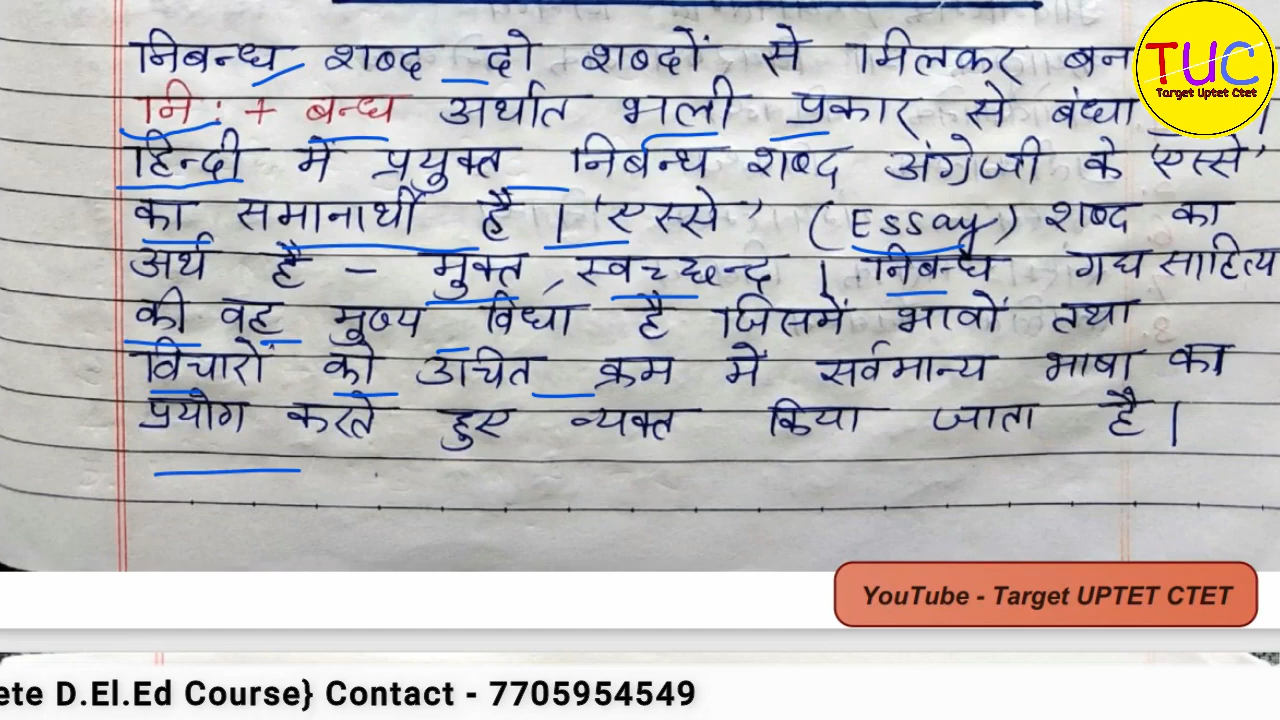 निबन्ध शब्द दो शब्दों से मिलकर बन
नि: + बन्ध अर्थात भली प्रकार से बंधा
हिन्दी में प्रयुक्त निबन्ध शब्द अंग्रेजी के 'एस्से'
का समानार्थी है। 'एस्से' (Essay) शब्द का
अर्थ है - मुक्त, स्वच्छन्द। निबन्ध गद्य साहित्य
की वह मुख्य विधा है जिसमें भावों तथा
विचारों को उचित क्रम में सर्वमान्य भाषा का
प्रयोग करते हुए व्यक्त किया जाता है।
TUC
Target Uptet Ctet
YouTube - Target UPTET CTET
ete D.El.Ed Course} Contact - 7705954549